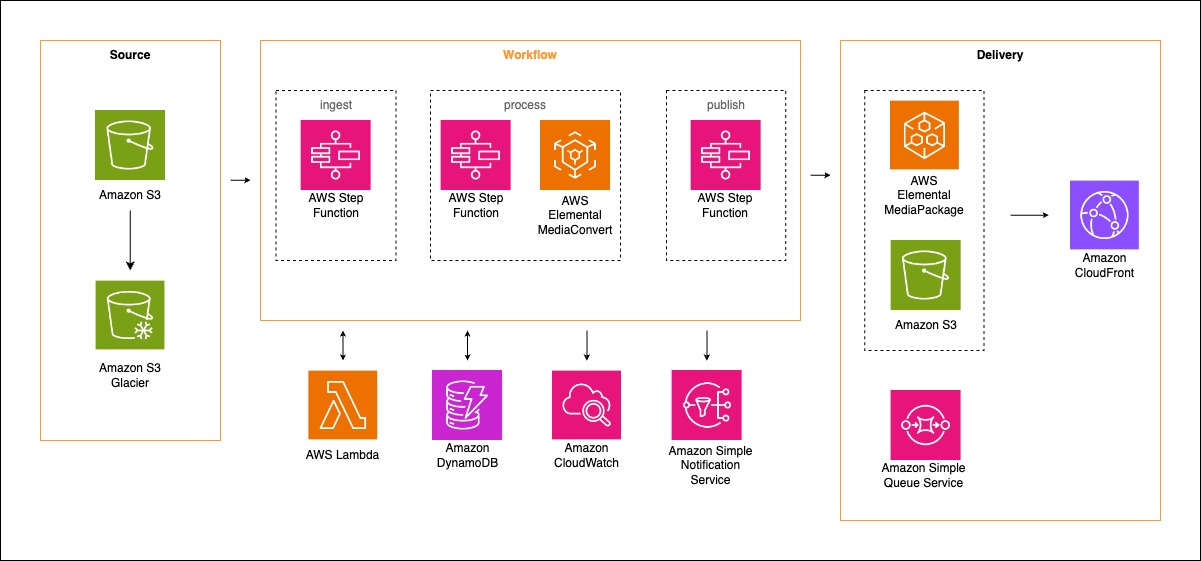 Source
Amazon S3
Amazon S3
Glacier
Workflow
ingest
AWS Step
Function
process
AWS Step
Function
AWS
Elemental
MediaConvert
publish
AWS Step
Function
AWS Lambda
Amazon
DynamoDB
Amazon
CloudWatch
Amazon Simple
Notification
Service
Delivery
AWS
Elemental
MediaPackage
Amazon S3
Amazon
CloudFront
Amazon Simple
Queue Service